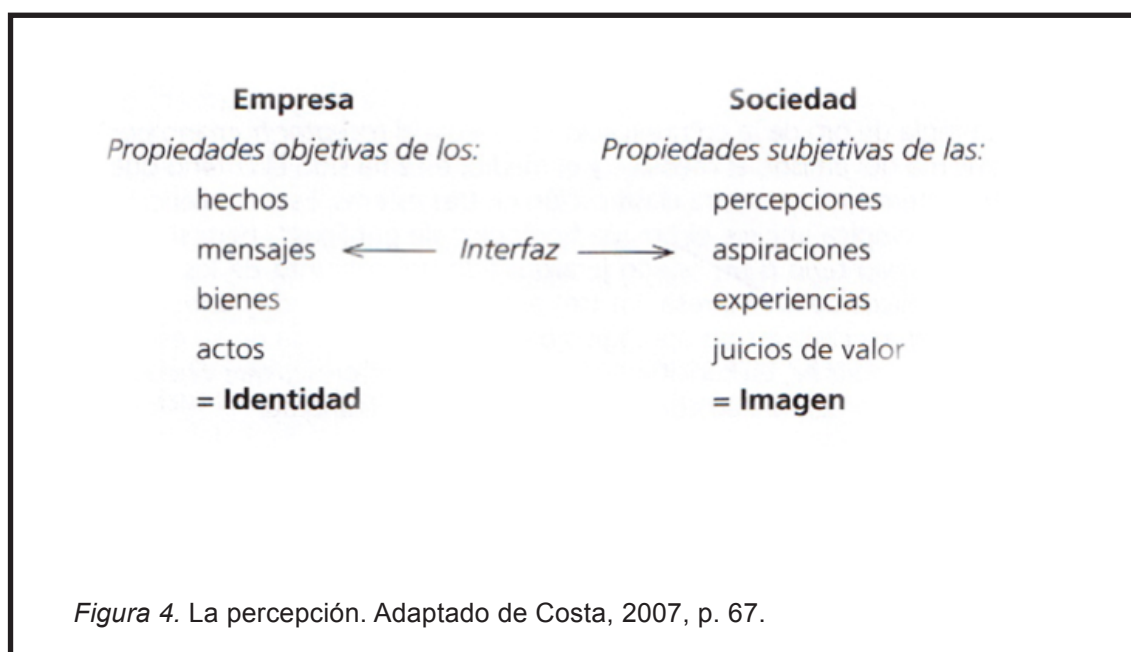 Empresa Sociedad
Propiedades objetivas de los: Propiedades subjetivas de las:
hechos percepciones
mensajes Interfaz aspiraciones
bienes experiencias
actos juicios de valor
= Identidad = Imagen
Figura 4. La percepción. Adaptado de Costa, 2007, p. 67.